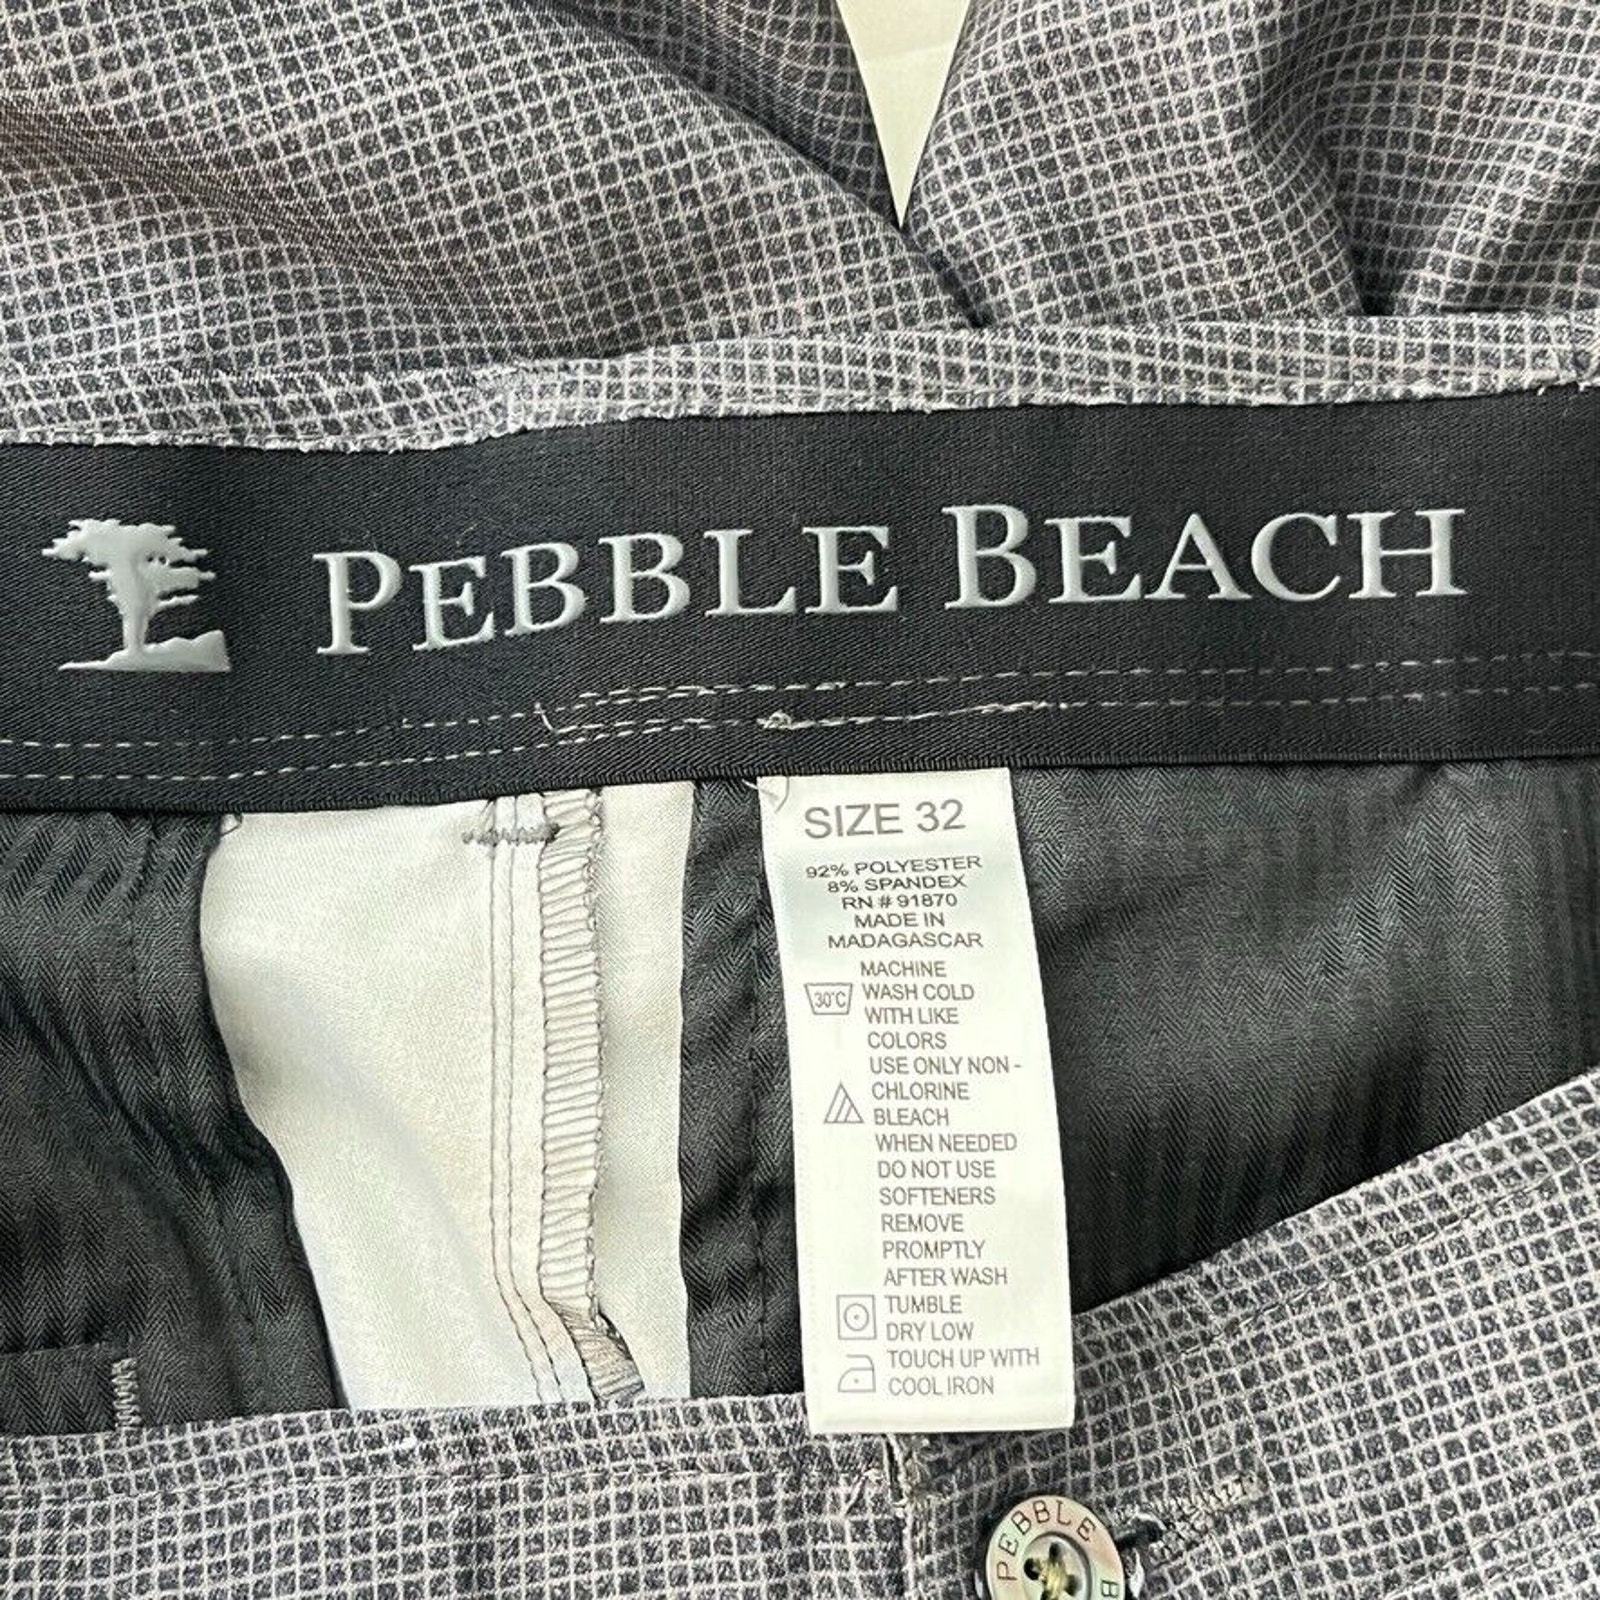 PEBBLE BEACH
SIZE 32
92% POLYESTER
8% SPANDEX
RN # 91870
MADE IN
MADAGASCAR
MACHINE
30°C WASH COLD
WITH LIKE
COLORS
USE ONLY NON -
CHLORINE
BLEACH
WHEN NEEDED
DO NOT USE
SOFTENERS
REMOVE
PROMPTLY
AFTER WASH
TUMBLE
DRY LOW
TOUCH UP WITH
COOL IRON
PEBBLE B